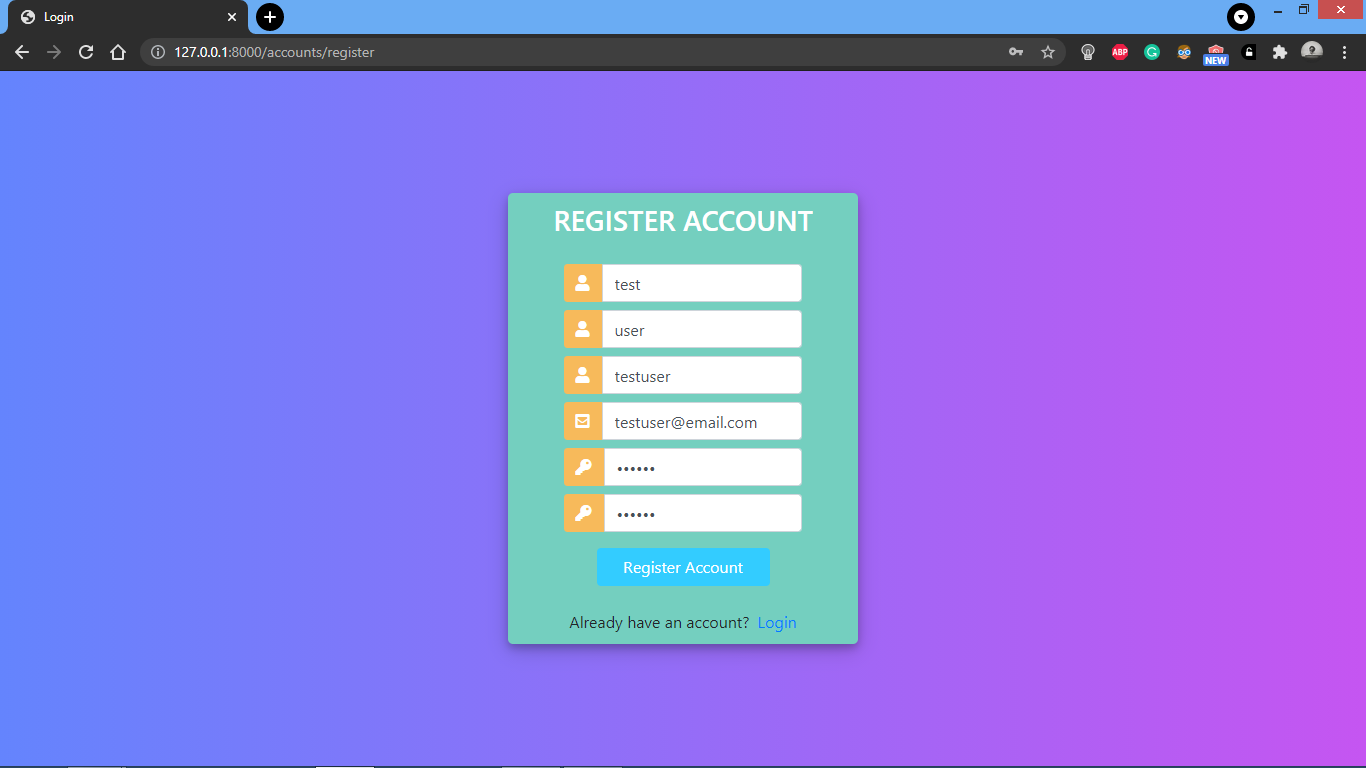 Login
127.0.0.1:8000/accounts/register
ABP
NEW
REGISTER ACCOUNT
test
user
testuser
testuser@email.com
••••••
••••••
Register Account
Already have an account? Login